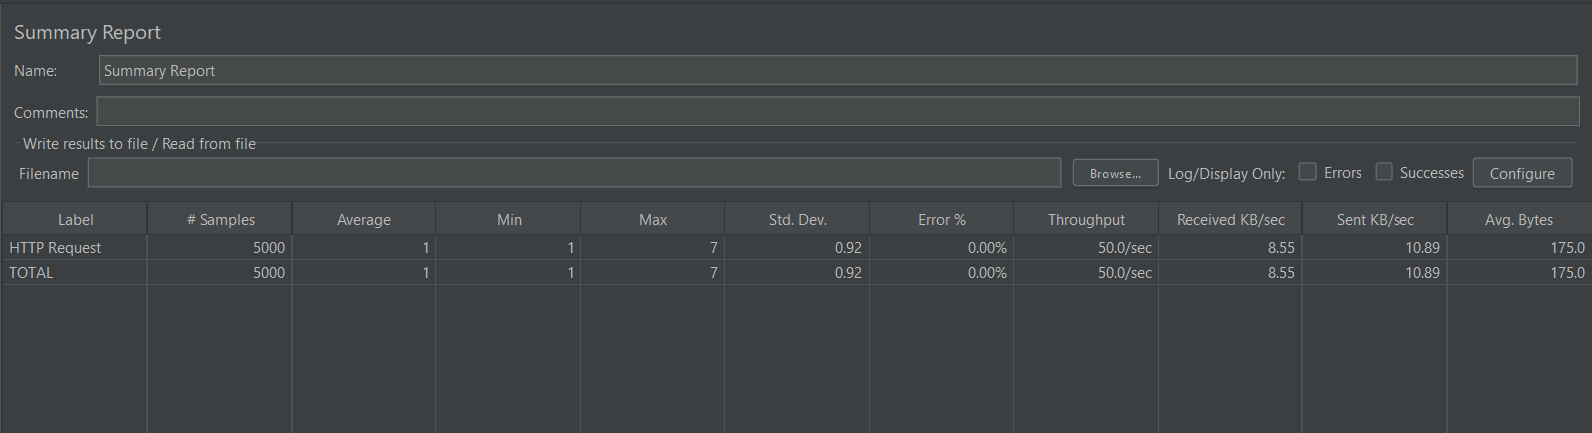 Summary Report
Name: Summary Report
Comments:
Write results to file / Read from file
Filename Browse... Log/Display Only: Errors Successes Configure
Label # Samples Average Min Max Std. Dev. Error % Throughput Received KB/sec Sent KB/sec Avg. Bytes
HTTP Request 5000 1 1 7 0.92 0.00% 50.0/sec 8.55 10.89 175.0
TOTAL 5000 1 1 7 0.92 0.00% 50.0/sec 8.55 10.89 175.0